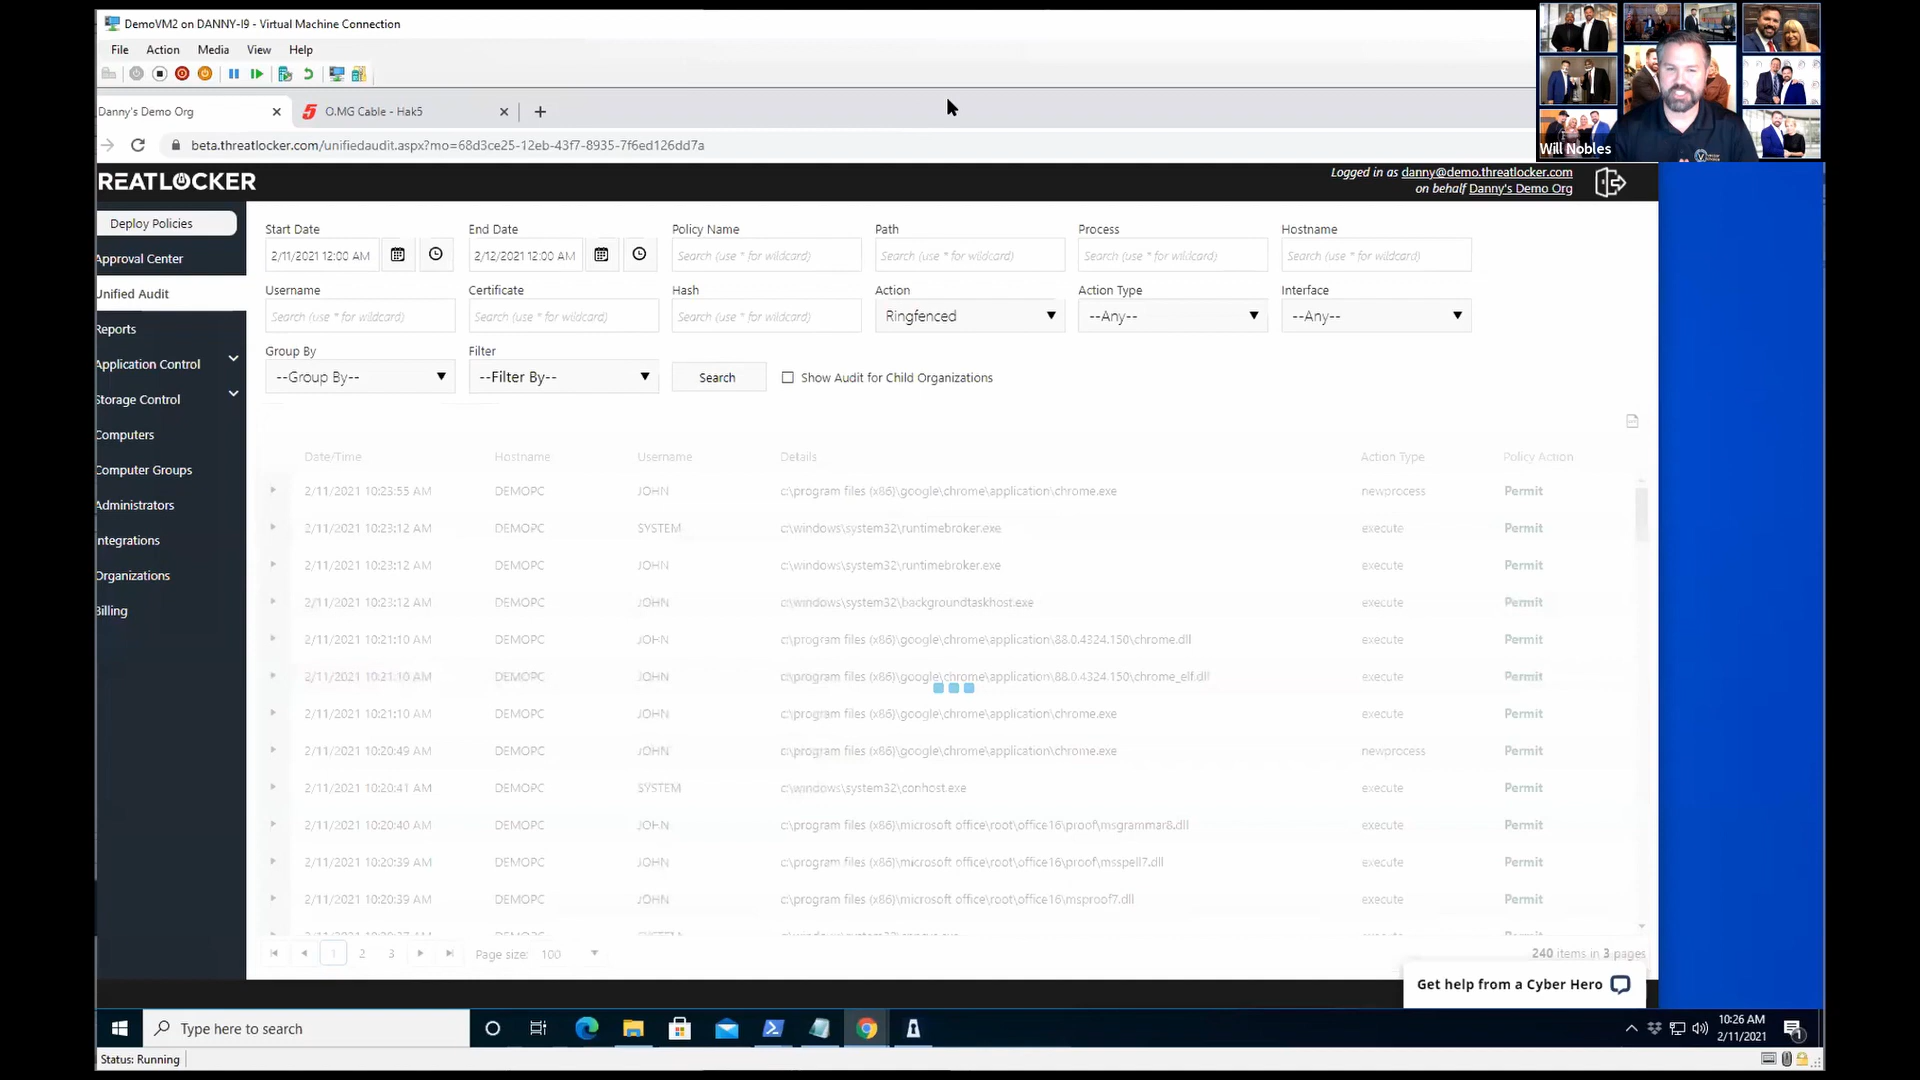 DemoVM2 on DANNY-I9 - Virtual Machine Connection
File Action Media View Help
Danny's Demo Org
O.MG Cable - Hak5
beta.threatlocker.com/unifiedaudit.aspx?mo=68d3ce25-12eb-43f7-8935-7f6ed126dd7a
Will Nobles
REATLOCKER
Logged in as danny@demo.threatlocker.com
on behalf Danny's Demo Org
Deploy Policies
Approval Center
Unified Audit
Reports
Application Control
Storage Control
Computers
Computer Groups
Administrators
Integrations
Organizations
Billing
Start Date End Date Policy Name Path Process Hostname
2/11/2021 12:00 AM 2/12/2021 12:00 AM Search (use * for wildcard) Search (use * for wildcard) Search (use * for wildcard) Search (use * for wildcard)
Username Certificate Hash Action Action Type Interface
Search (use * for wildcard) Search (use * for wildcard) Search (use * for wildcard) Ringfenced --Any-- --Any--
Group By Filter
--Group By-- --Filter By-- Search Show Audit for Child Organizations
Date/Time Hostname Username Details Action Type Policy Action
2/11/2021 10:23:55 AM DEMOPC JOHN c:\program files (x86)\google\chrome\application\chrome.exe newprocess Permit
2/11/2021 10:23:12 AM DEMOPC SYSTEM c:\windows\system32\runtimebroker.exe execute Permit
2/11/2021 10:23:12 AM DEMOPC JOHN c:\windows\system32\runtimebroker.exe execute Permit
2/11/2021 10:23:12 AM DEMOPC JOHN c:\windows\system32\backgroundtaskhost.exe execute Permit
2/11/2021 10:21:10 AM DEMOPC JOHN c:\program files (x86)\google\chrome\application\88.0.4324.150\chrome.dll execute Permit
2/11/2021 10:21:10 AM DEMOPC JOHN c:\program files (x86)\google\chrome\application\88.0.4324.150\chrome_elf.dll execute Permit
2/11/2021 10:21:10 AM DEMOPC JOHN c:\program files (x86)\google\chrome\application\chrome.exe execute Permit
2/11/2021 10:20:49 AM DEMOPC JOHN c:\program files (x86)\google\chrome\application\chrome.exe newprocess Permit
2/11/2021 10:20:41 AM DEMOPC SYSTEM c:\windows\system32\conhost.exe execute Permit
2/11/2021 10:20:40 AM DEMOPC JOHN c:\program files (x86)\microsoft office\root\office16\proof\msgrammar8.dll execute Permit
2/11/2021 10:20:39 AM DEMOPC JOHN c:\program files (x86)\microsoft office\root\office16\proof\msspell7.dll execute Permit
2/11/2021 10:20:39 AM DEMOPC JOHN c:\program files (x86)\microsoft office\root\office16\msproof7.dll execute Permit
1 2 3 Page size: 100 240 items in 3 pages
Get help from a Cyber Hero
Type here to search
10:26 AM
2/11/2021
1
Status: Running